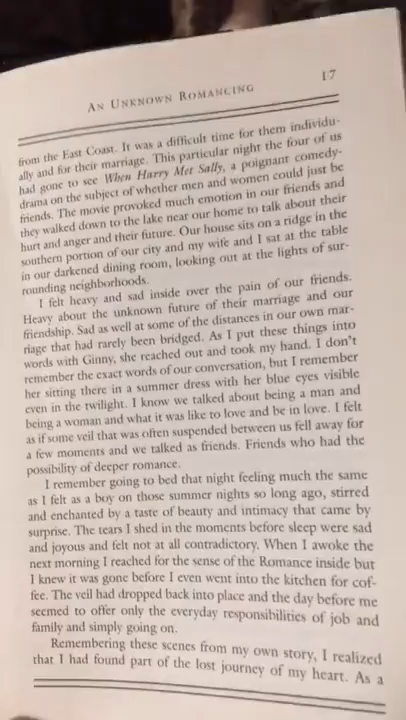 17
AN UNKNOWN ROMANCING
from the East Coast. It was a difficult time for them individu-
ally and for their marriage. This particular night the four of us
had gone to see When Harry Met Sally, a poignant comedy-
drama on the subject of whether men and women could just be
friends. The movie provoked much emotion in our friends and
they walked down to the lake near our home to talk about their
hurt and anger and their future. Our house sits on a ridge in the
southern portion of our city and my wife and I sat at the table
in our darkened dining room, looking out at the lights of sur-
rounding neighborhoods.
I felt heavy and sad inside over the pain of our friends.
Heavy about the unknown future of their marriage and our
friendship. Sad as well at some of the distances in our own mar-
riage that had rarely been bridged. As I put these things into
words with Ginny, she reached out and took my hand. I don't
remember the exact words of our conversation, but I remember
her sitting there in a summer dress with her blue eyes visible
even in the twilight. I know we talked about being a man and
being a woman and what it was like to love and be in love. I felt
as if some veil that was often suspended between us fell away for
a few moments and we talked as friends. Friends who had the
possibility of deeper romance.
I remember going to bed that night feeling much the same
as I felt as a boy on those summer nights so long ago, stirred
and enchanted by a taste of beauty and intimacy that came by
surprise. The tears I shed in the moments before sleep were sad
and joyous and felt not at all contradictory. When I awoke the
next morning I reached for the sense of the Romance inside but
I knew it was gone before I even went into the kitchen for cof-
fee. The veil had dropped back into place and the day before me
seemed to offer only the everyday responsibilities of job and
family and simply going on.
Remembering these scenes from my own story, I realized
that I had found part of the lost journey of my heart. As a